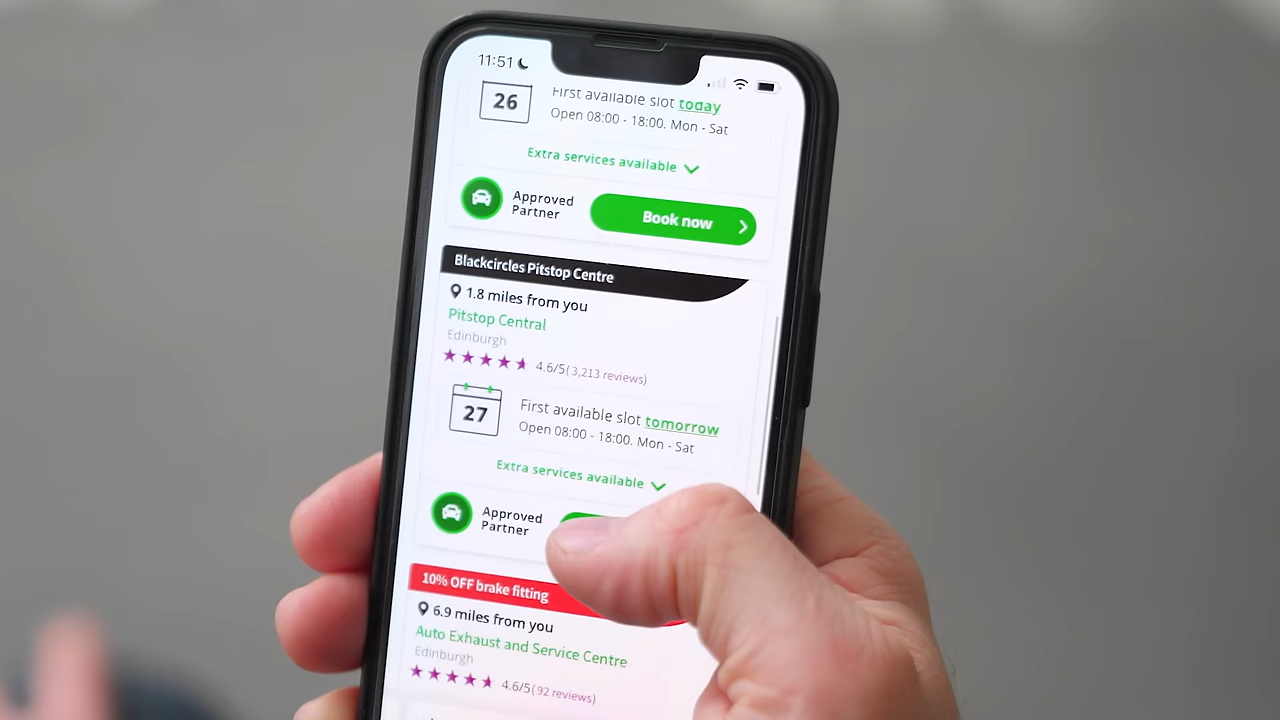 11:51
26
First available slot today
Open 08:00 - 18:00. Mon - Sat
Extra services available
Approved
Partner
Book now
Blackcircles Pitstop Centre
1.8 miles from you
Pitstop Central
Edinburgh
4.6/5 (3,213 reviews)
27
First available slot tomorrow
Open 08:00 - 18:00. Mon - Sat
Extra services available
Approved
Partner
10% OFF brake fitting
6.9 miles from you
Auto Exhaust and Service Centre
Edinburgh
4.6/5 (92 reviews)